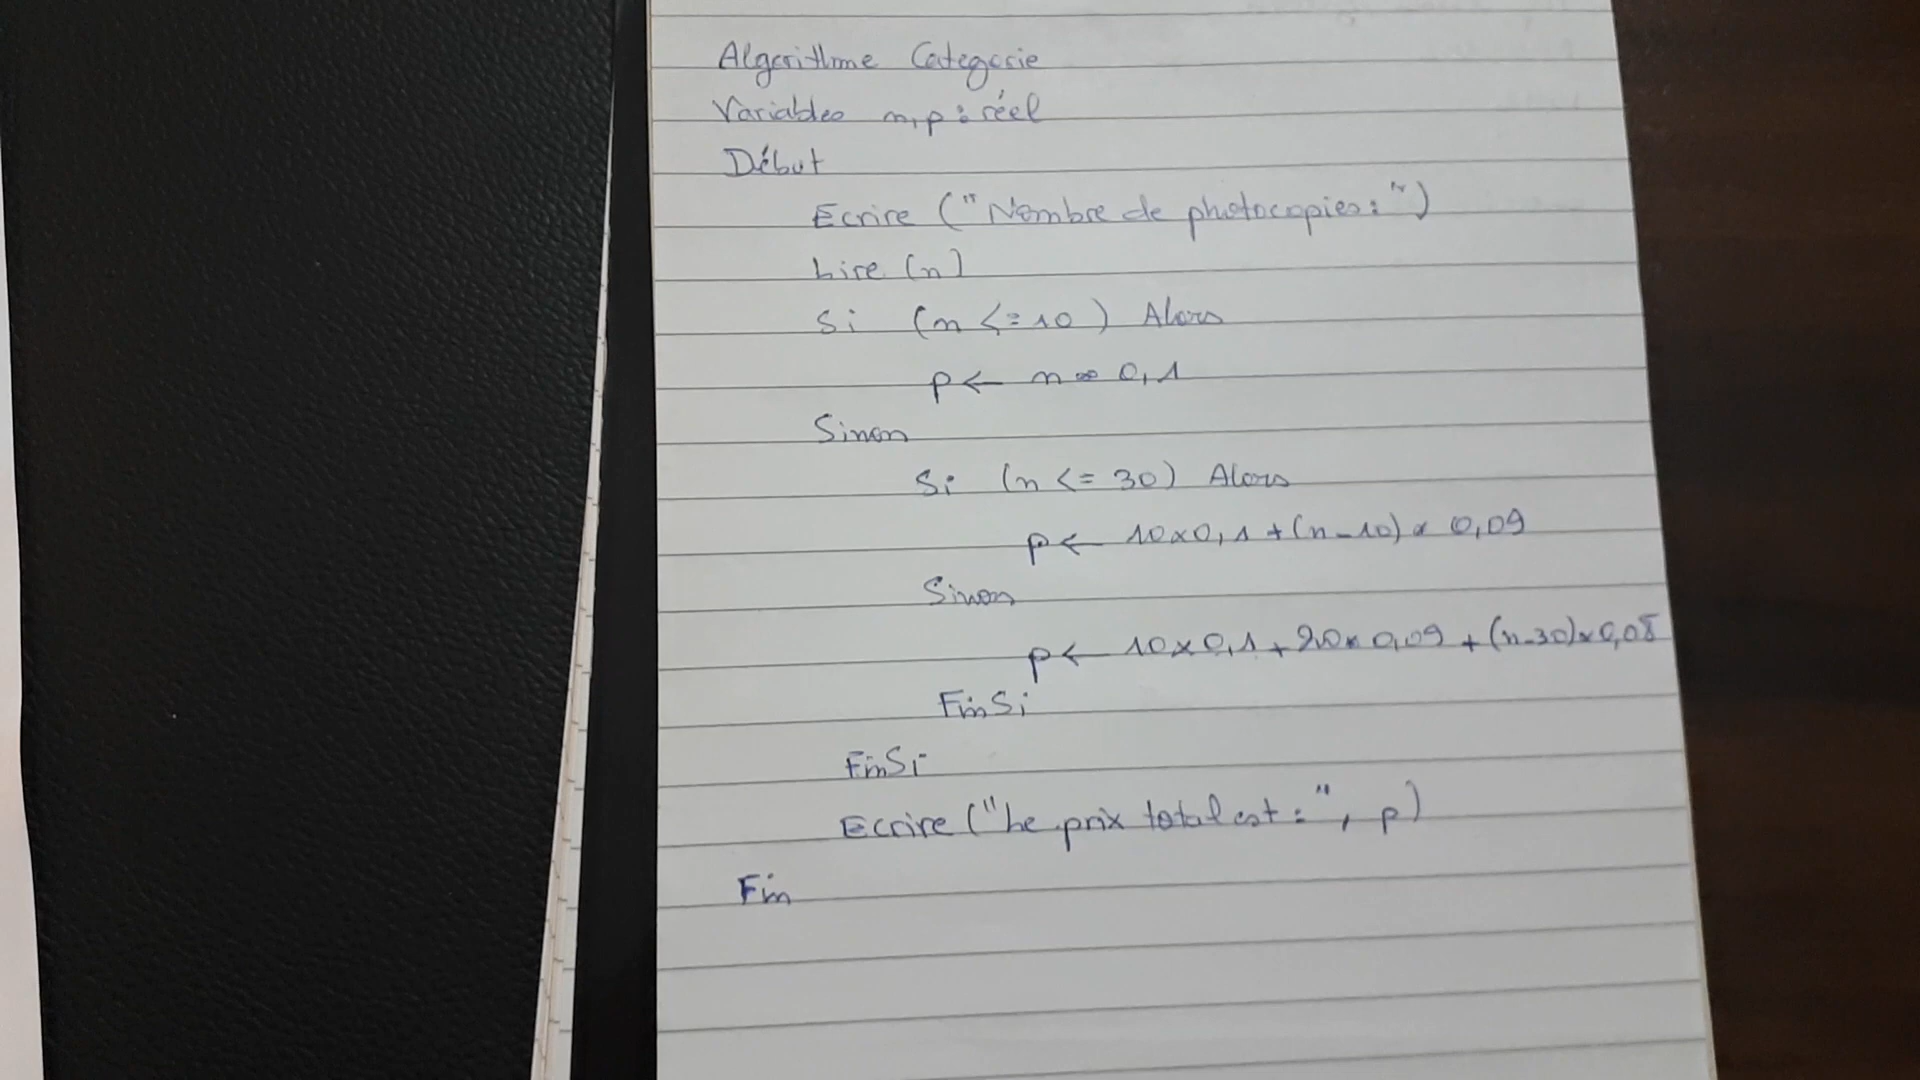 Algorithme Categorie
Variables n, p : réel
Début
Ecrire ("Nombre de photocopies : ")
Lire (n)
Si (n <= 10) Alors
p ← n × 0,1
Sinon
Si (n <= 30) Alors
p ← 10 × 0,1 + (n - 10) × 0,09
Sinon
p ← 10 × 0,1 + 20 × 0,09 + (n - 30) × 0,08
FinSi
FinSi
Ecrire ("Le prix total est : ", p)
Fin